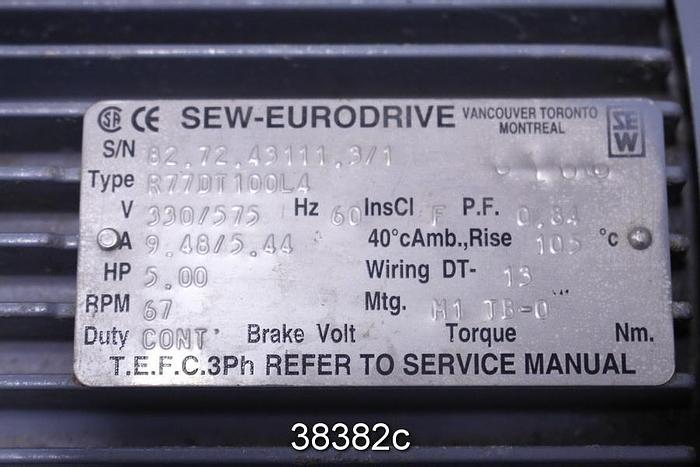 SA CE SEW-EURODRIVE VANCOUVER TORONTO MONTREAL SEW
S/N 82.72.43111.3/1
Type R77DT100L4
V 330/575 Hz 60 InsCl F P.F. 0.84
A 9.48/5.44 40°cAmb.,Rise 105 °c
HP 5.00 Wiring DT- 13
RPM 67 Mtg. M1 TB-0
Duty CONT Brake Volt Torque Nm.
T.E.F.C.3Ph REFER TO SERVICE MANUAL
38382c